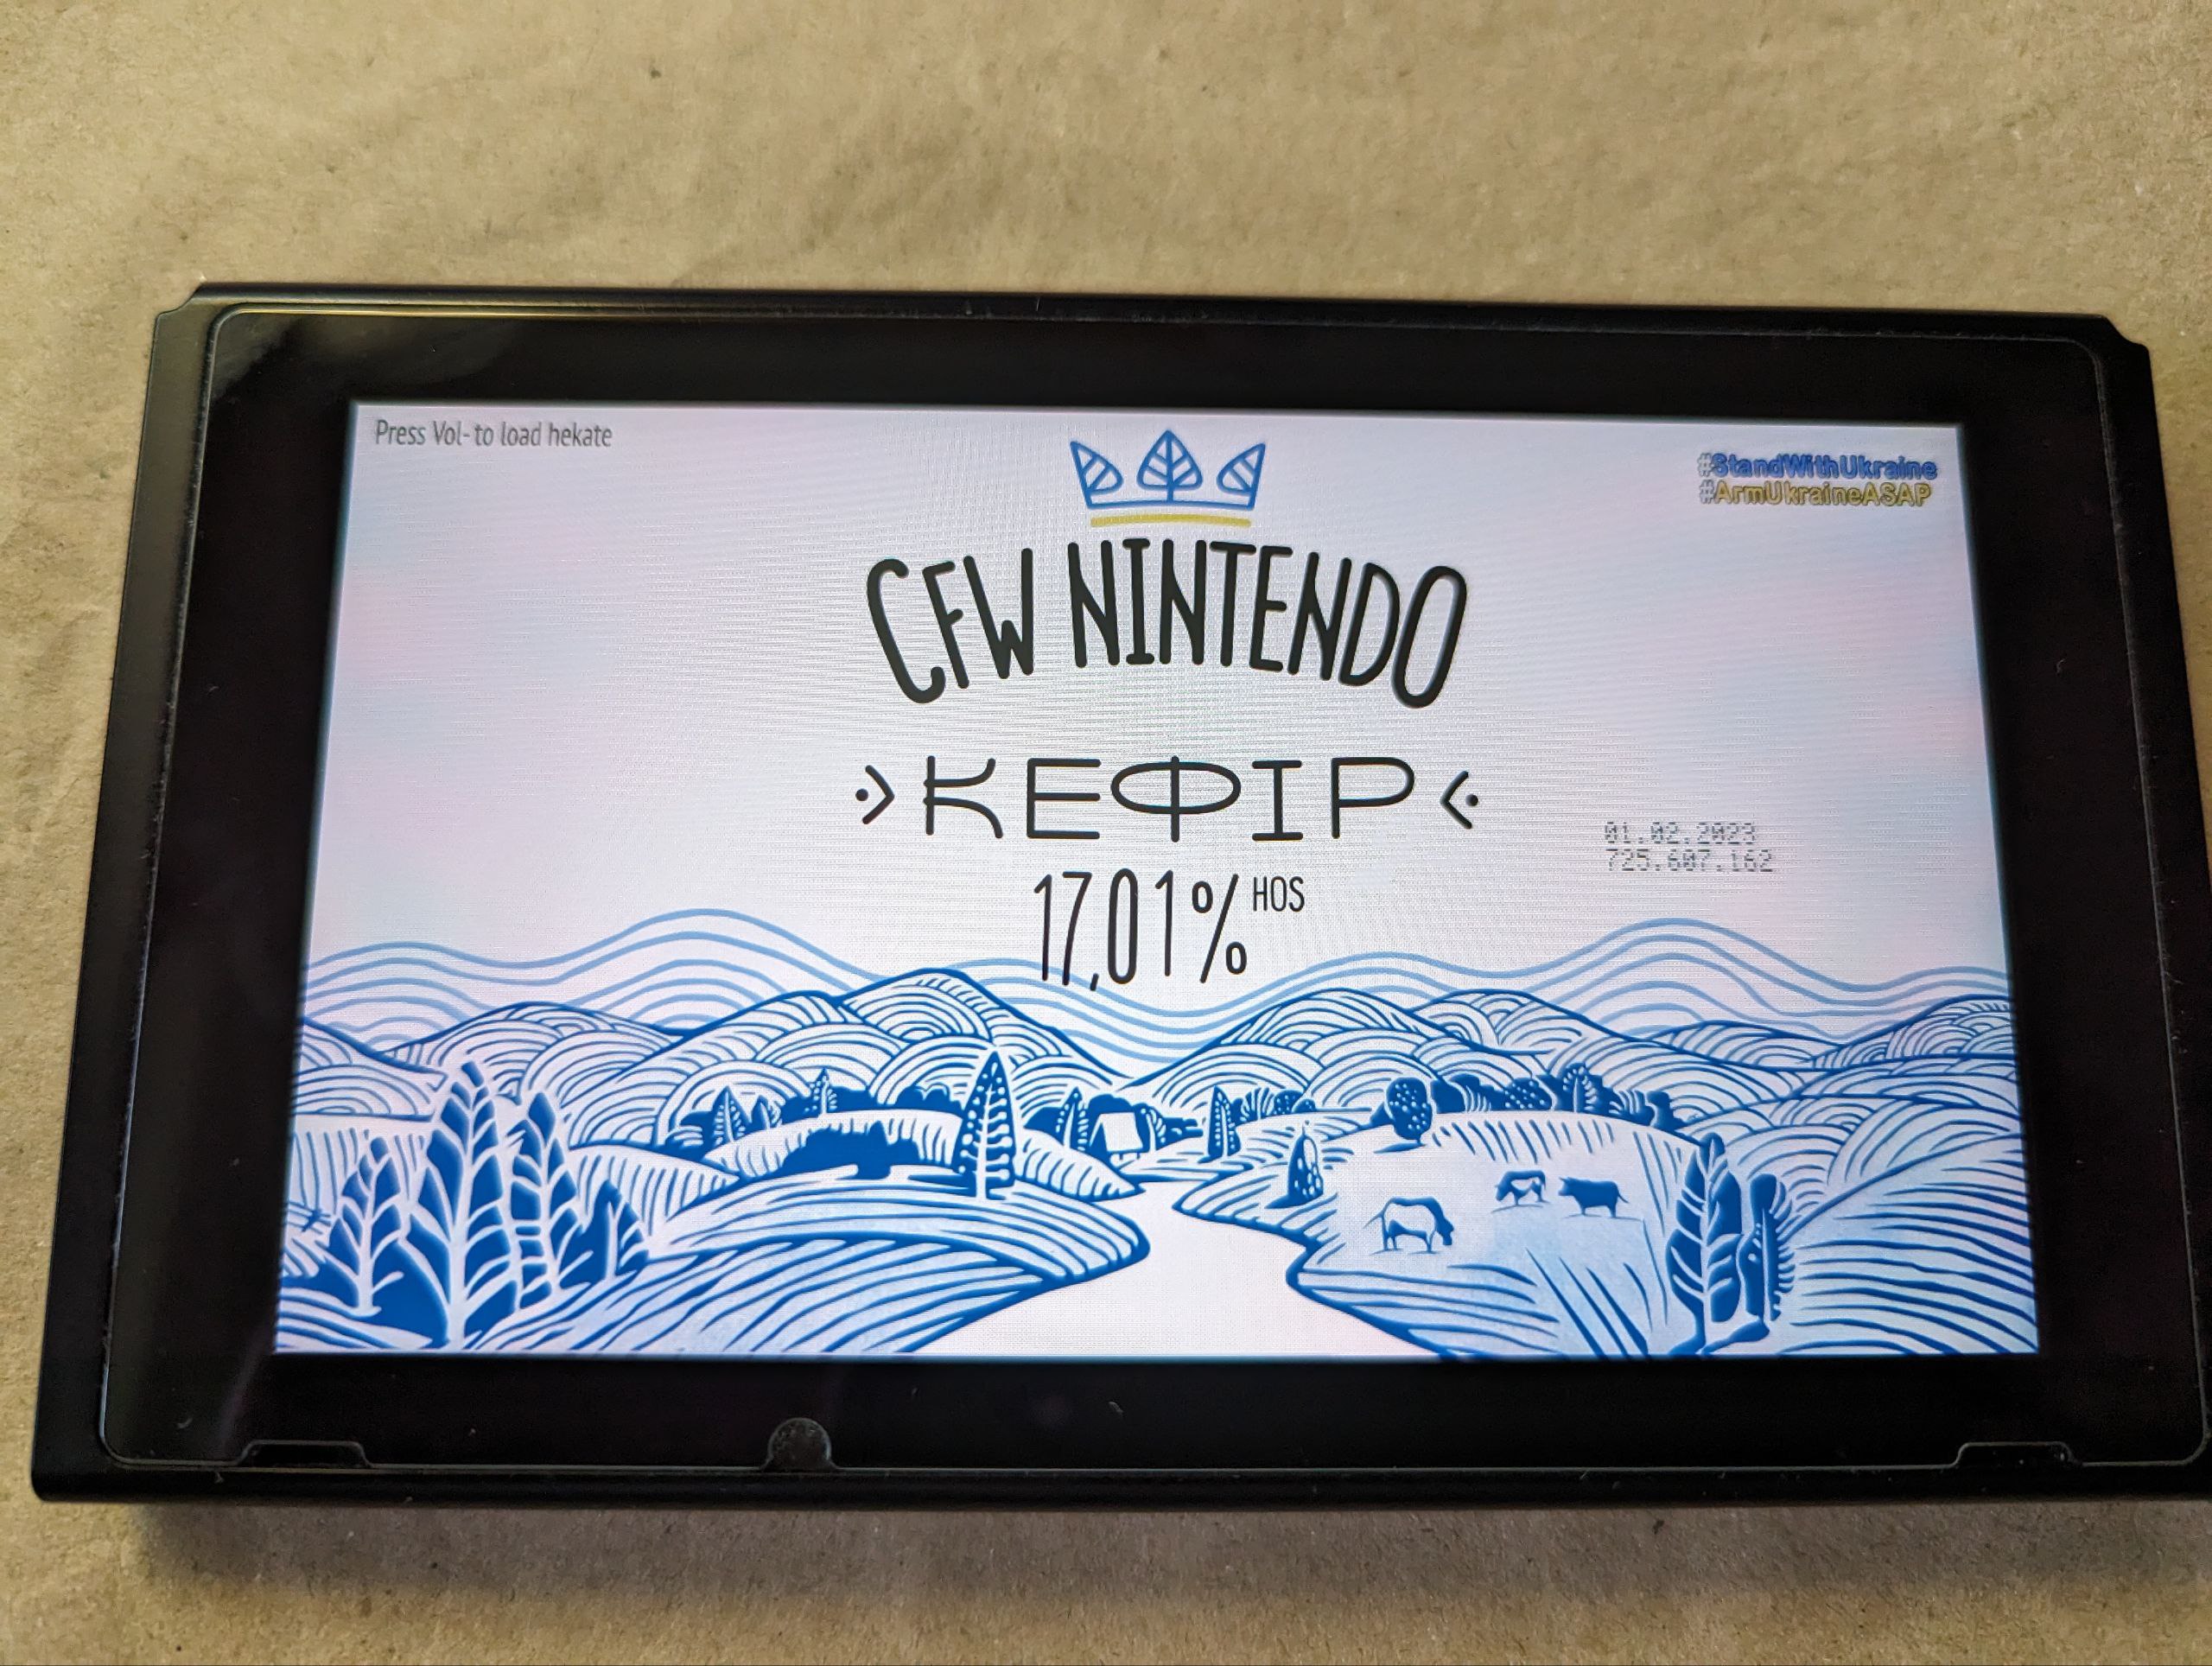 Press Vol- to load hekate
#StandWithUkraine
#ArmUkraineASAP
CFW NINTENDO
КЕФІР
17,01% HOS
01.02.2023
725.607.162